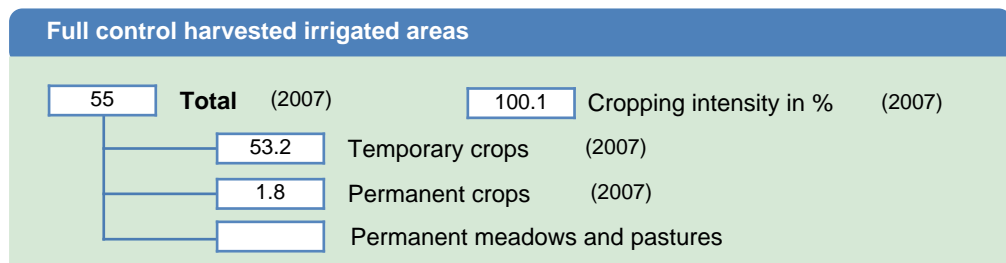 Full control harvested irrigated areas
55 Total (2007) 100.1 Cropping intensity in % (2007)
53.2 Temporary crops (2007)
1.8 Permanent crops (2007)
Permanent meadows and pastures